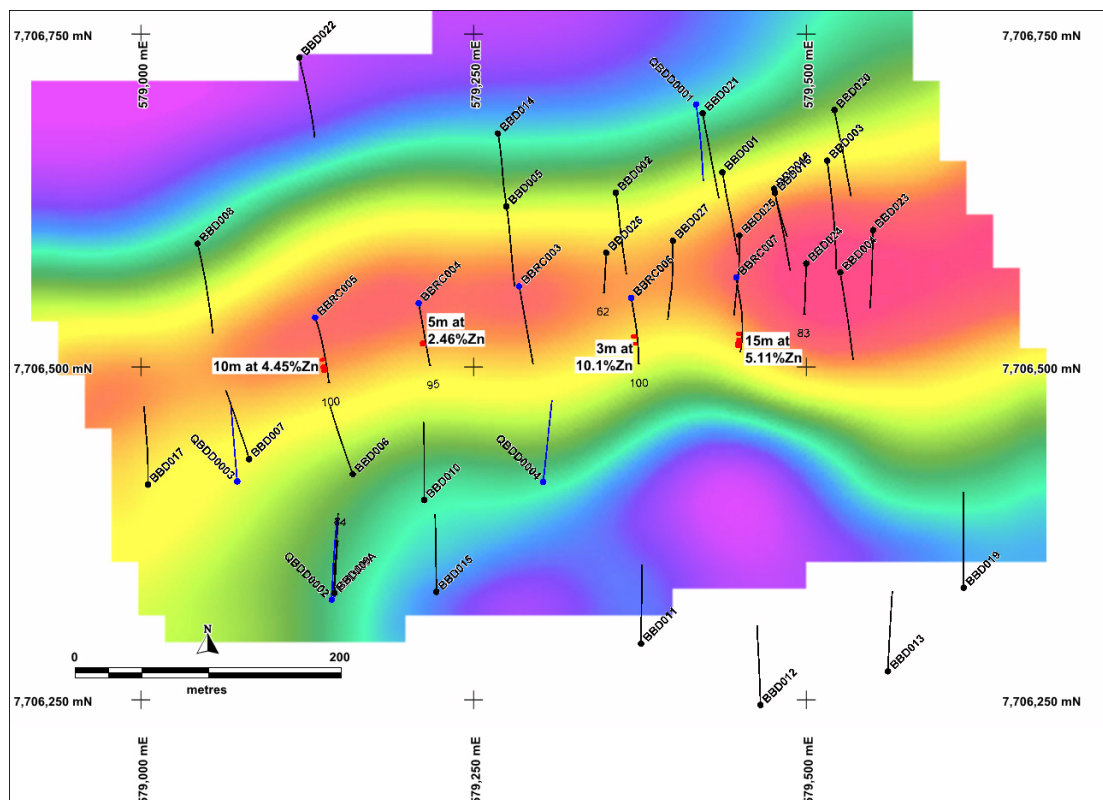 7,706,750 mN
7,706,750 mN
579,000 mE
579,250 mE
579,500 mE
BBD022
QBDD0001
BBD021
BBD020
BBD014
BBD003
BBD001
BBD018
BBD016
BBD002
BBD005
BBD025
BBD023
BBD008
BBD026
BBD027
BBD024
BBD004
BBRC007
BBRC003
BBRC006
BBRC004
BBRC005
62
5m at
2.46%Zn
83
3m at
10.1%Zn
15m at
5.11%Zn
10m at 4.45%Zn
7,706,500 mN
7,706,500 mN
95
100
100
BBD017
QBDD0003
BBD007
BBD006
QBDD0004
BBD010
QBDD0002
BBD015
BBD019
BBD011
BBD013
BBD012
N
0
200
metres
7,706,250 mN
7,706,250 mN
579,000 mE
579,250 mE
579,500 mE